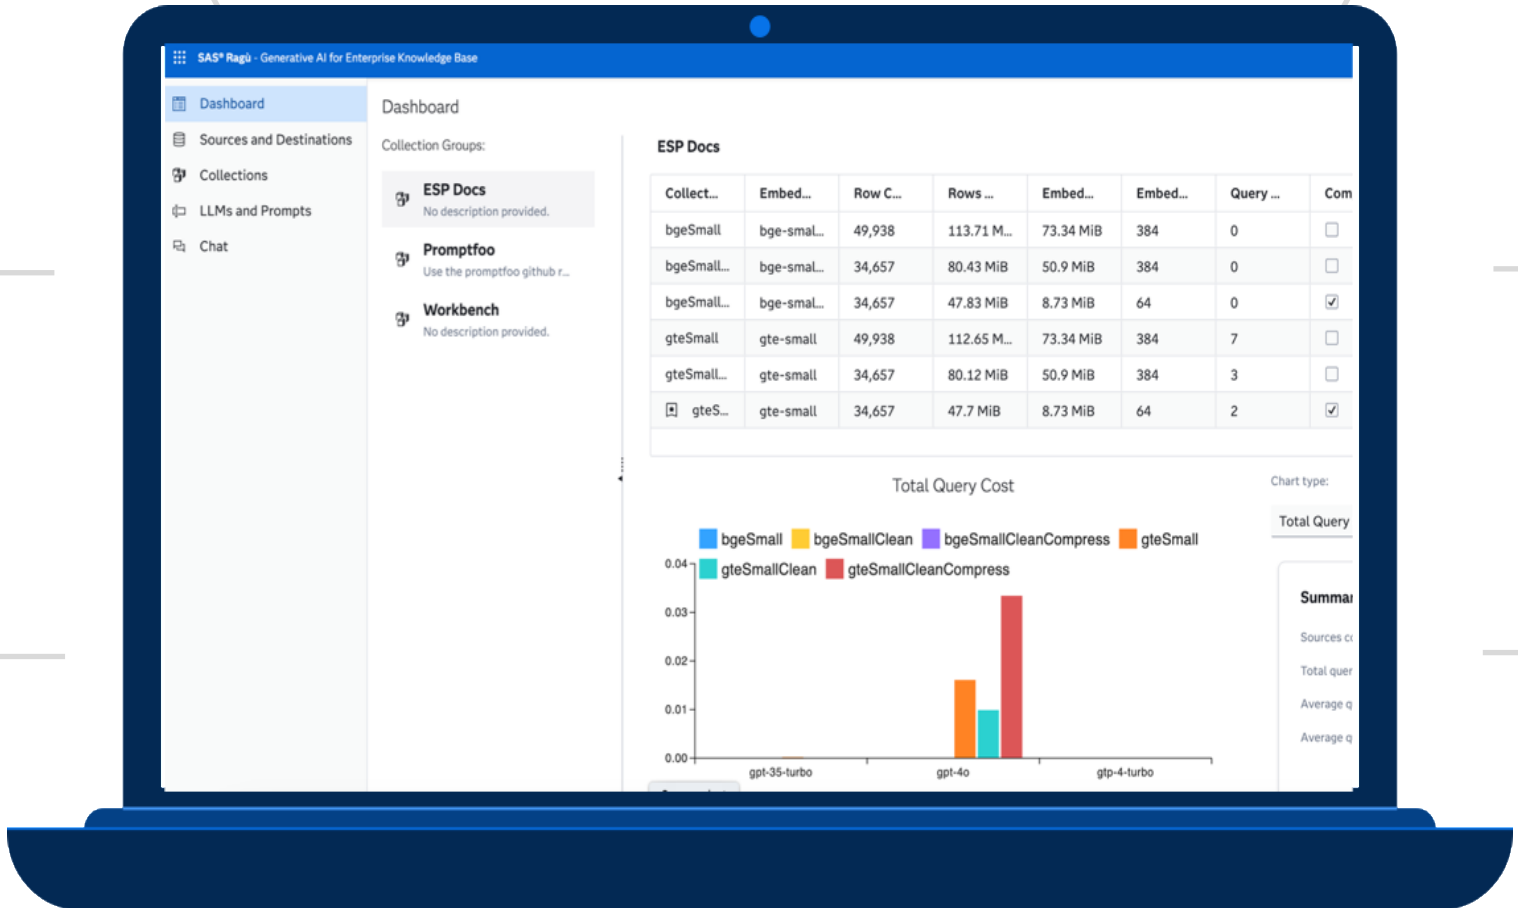 SAS® Ragù - Generative AI for Enterprise Knowledge Base
Dashboard
Sources and Destinations
Collections
LLMs and Prompts
Chat
Dashboard
Collection Groups:
ESP Docs
No description provided.
Promptfoo
Use the promptfoo github r...
Workbench
No description provided.
ESP Docs
Collect... Embed... Row C... Rows ... Embed... Embed... Query ... Com
bgeSmall bge-smal... 49,938 113.71 M... 73.34 MiB 384 0
bgeSmall... bge-smal... 34,657 80.43 MiB 50.9 MiB 384 0
bgeSmall... bge-smal... 34,657 47.83 MiB 8.73 MiB 64 0
gteSmall gte-small 49,938 112.65 M... 73.34 MiB 384 7
gteSmall... gte-small 34,657 80.12 MiB 50.9 MiB 384 3
gteS... gte-small 34,657 47.7 MiB 8.73 MiB 64 2
Total Query Cost
Chart type:
Total Query
bgeSmall bgeSmallClean bgeSmallCleanCompress gteSmall
gteSmallClean gteSmallCleanCompress
0.04
0.03
0.02
0.01
0.00
gpt-35-turbo gpt-4o gtp-4-turbo
Summar
Sources co
Total quer
Average q
Average q